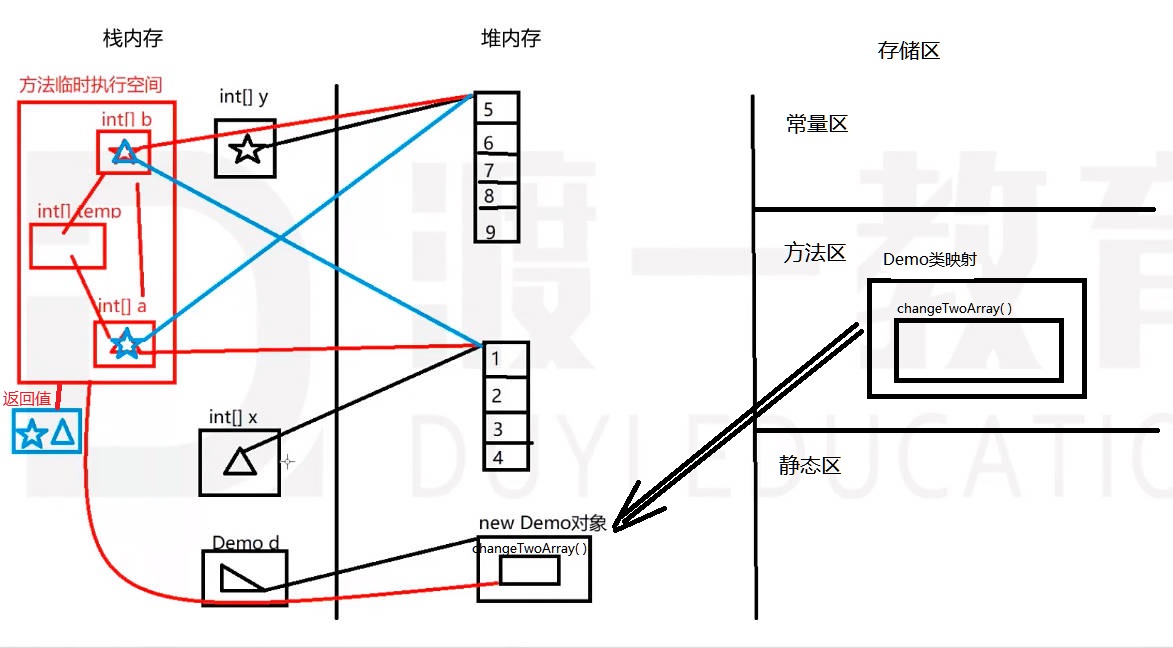 栈内存
堆内存
存储区
方法临时执行空间
int[] y
int[] b
5
6
7
8
9
常量区
int[] temp
方法区
Demo类映射
changeTwoArray( )
int[] a
1
2
3
4
返回值
int[] x
静态区
new Demo对象
changeTwoArray( )
Demo d
渡一教育
DUYI EDUCATIO